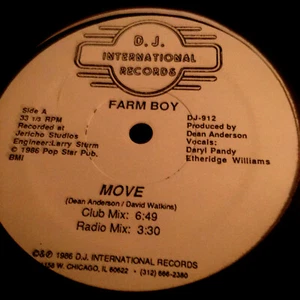 D.J.
INTERNATIONAL
RECORDS
FARM BOY
Side A
33 1/3 RPM
Recorded at
Jericho Studios
Engineer:Larry Sturm
© 1986 Pop Star Pub.
BMI
DJ-912
Produced by
Dean Anderson
Vocals:
Daryl Pandy
Etheridge Williams
MOVE
(Dean Anderson / David Watkins)
Club Mix: 6:49
Radio Mix: 3:30
©&℗ 1986 D.J. INTERNATIONAL RECORDS
W. CHICAGO, IL 60622 - (312) 666-2380